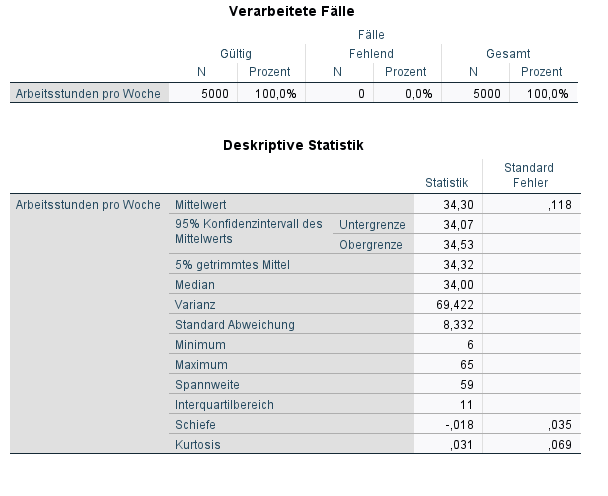 Verarbeitete Fälle
Fälle
Gültig Fehlend Gesamt
N Prozent N Prozent N Prozent
Arbeitsstunden pro Woche 5000 100,0% 0 0,0% 5000 100,0%
Deskriptive Statistik
Statistik Standard Fehler
Arbeitsstunden pro Woche Mittelwert 34,30 ,118
95% Konfidenzintervall des Mittelwerts Untergrenze 34,07
Obergrenze 34,53
5% getrimmtes Mittel 34,32
Median 34,00
Varianz 69,422
Standard Abweichung 8,332
Minimum 6
Maximum 65
Spannweite 59
Interquartilbereich 11
Schiefe -,018 ,035
Kurtosis ,031 ,069